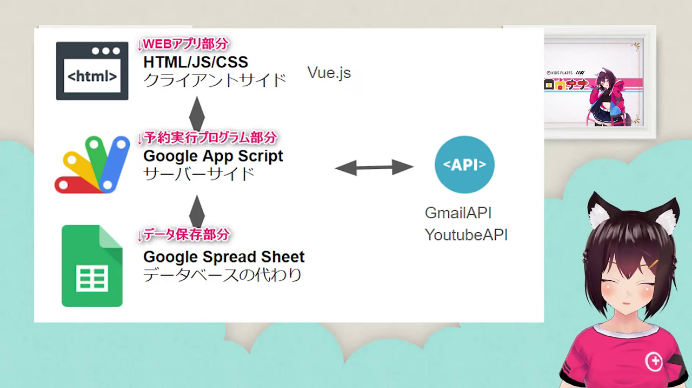 ↓WEBアプリ部分
<html>
HTML/JS/CSS
クライアントサイド
Vue.js
↓予約実行プログラム部分
Google App Script
サーバーサイド
<API>
GmailAPI
YoutubeAPI
↓データ保存部分
Google Spread Sheet
データベースの代わり